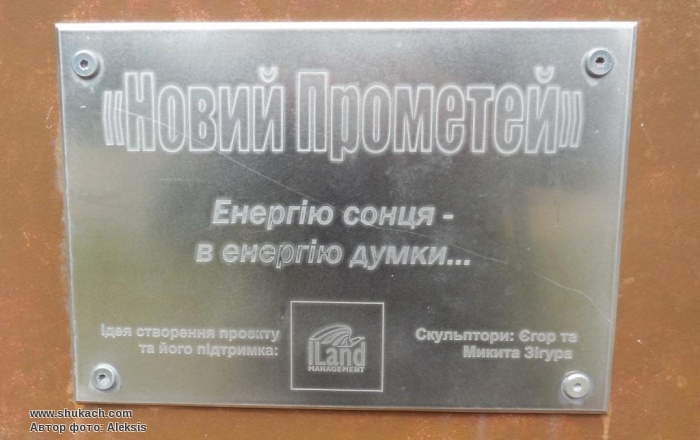 «Новий Прометей»
Енергію сонця -
в енергію думки...
Ідея створення проєкту
та його підтримка:
iLand
MANAGEMENT
Скульптори: Єгор та
Микита Зігура
www.shukach.com
Автор фото: Aleksis